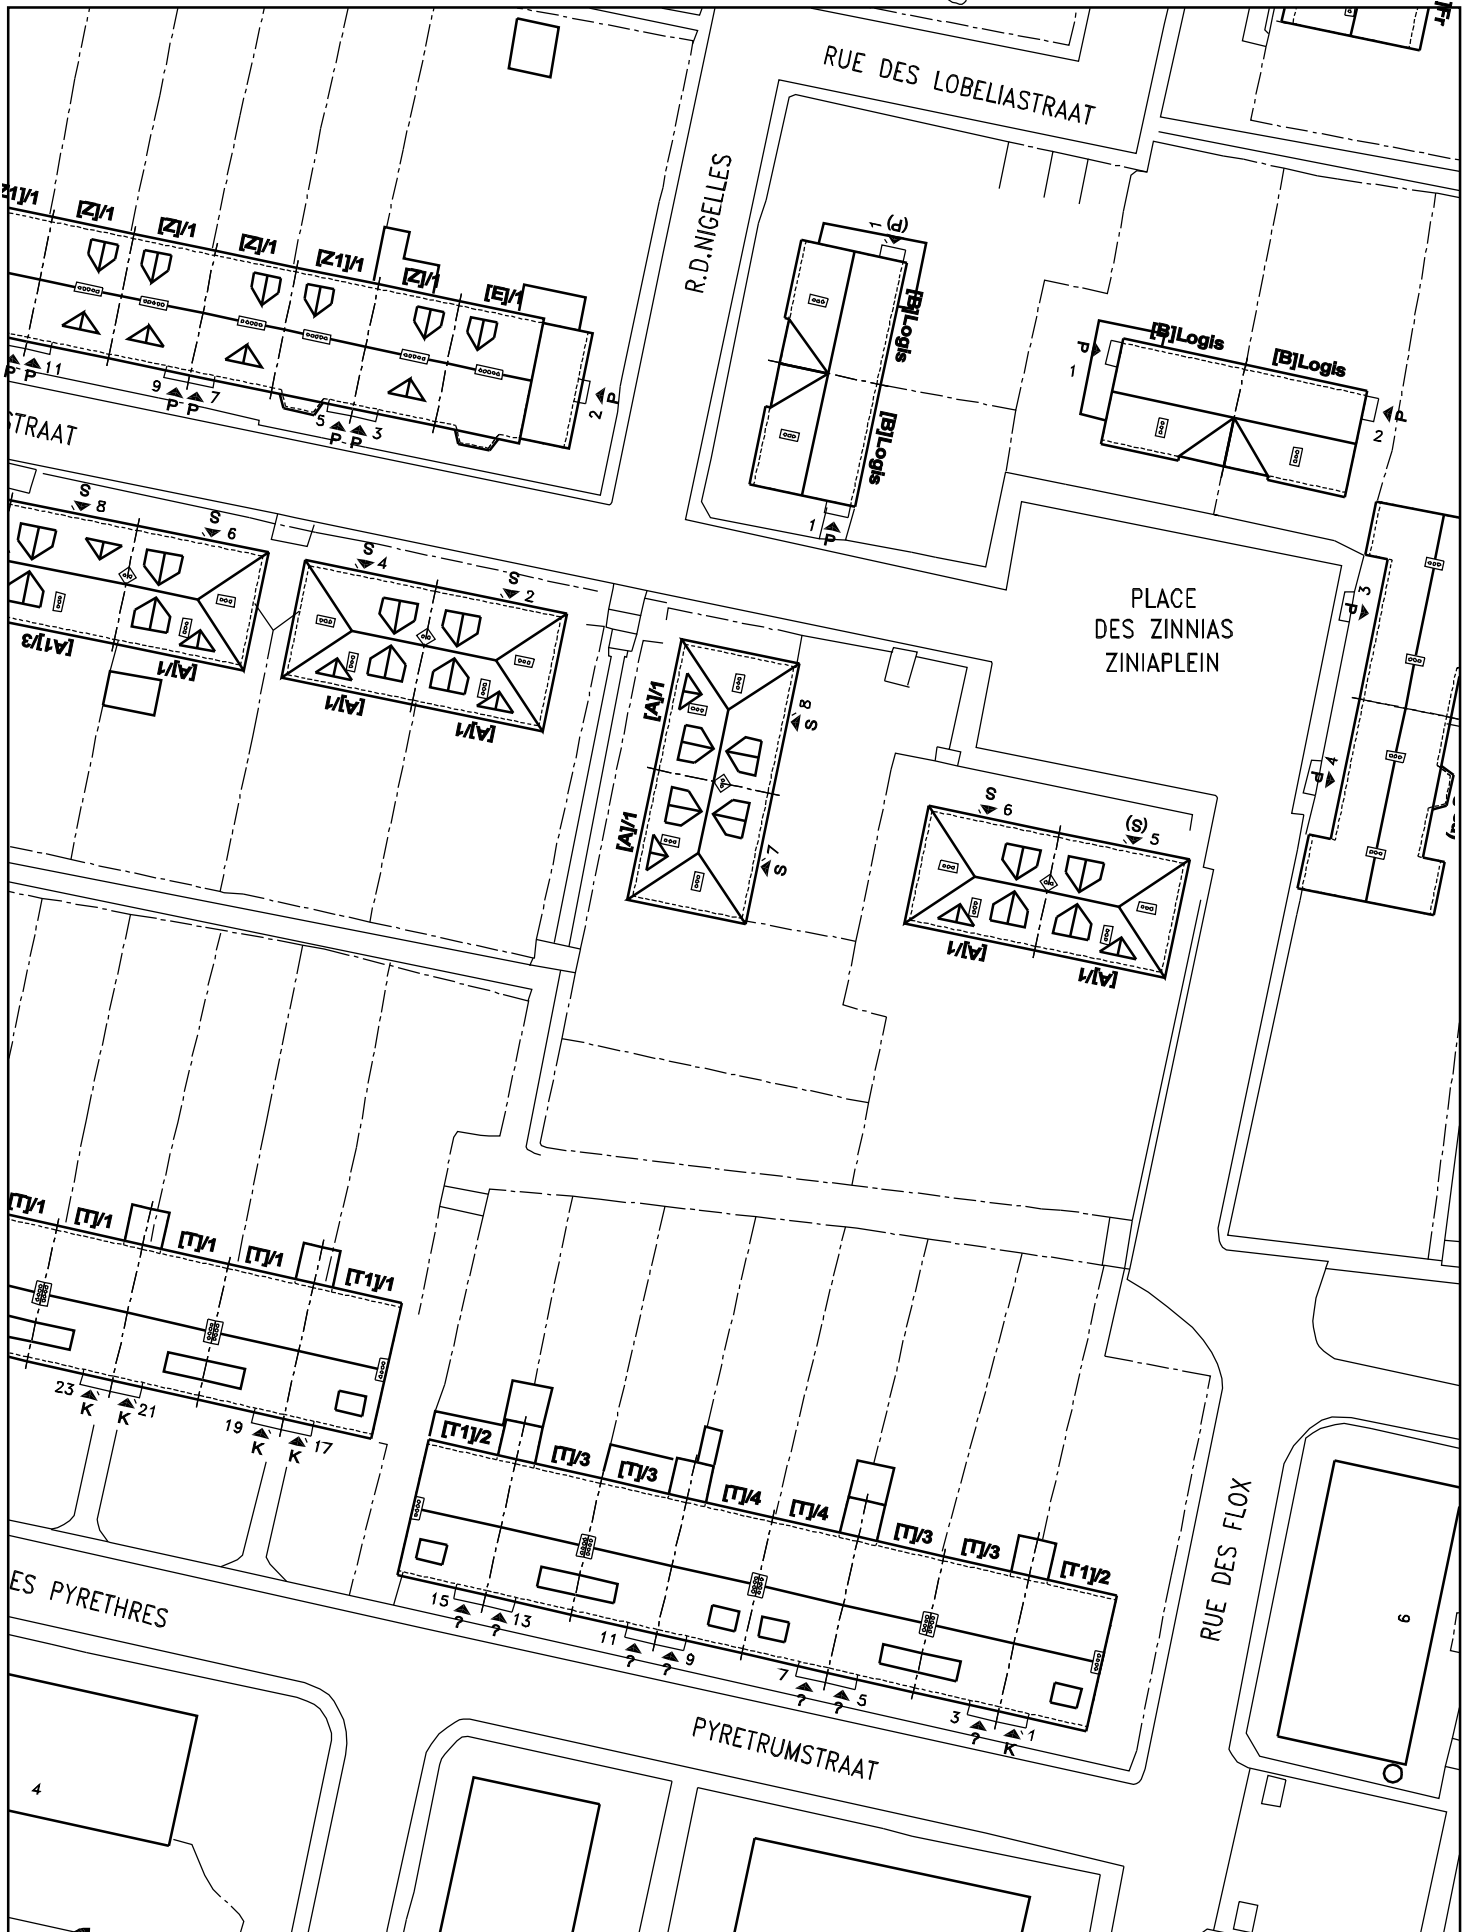 RUE DES LOBELIASTRAAT
R.D.NIGELLES
[Z]/1
[Z]/1
[Z]/1
[Z1]/1
[Z]/1
[E]/1
P
P
11
9
P
P
7
5
P
P
3
2
P
STRAAT
1
(P)
[B]Logis
[B]Logis
1
P
P
1
[B]Logis
[B]Logis
P
2
S
8
S
6
[A1]/3
[A]/1
S
4
S
2
[A]/1
[A]/1
PLACE
DES ZINNIAS
ZINIAPLEIN
P
3
P
4
[A]/1
[A]/1
S
8
S
7
S
6
(S)
5
[A]/1
[A]/1
[T]/1
[T]/1
[T]/1
[T]/1
[T1]/1
23
K
K
21
19
K
K
17
[T1]/2
[T]/3
[T]/3
[T]/4
[T]/4
[T]/3
[T]/3
[T1]/2
15
?
?
13
11
?
?
9
7
?
?
5
3
?
K
1
ES PYRETHRES
PYRETRUMSTRAAT
RUE DES FLOX
4
6